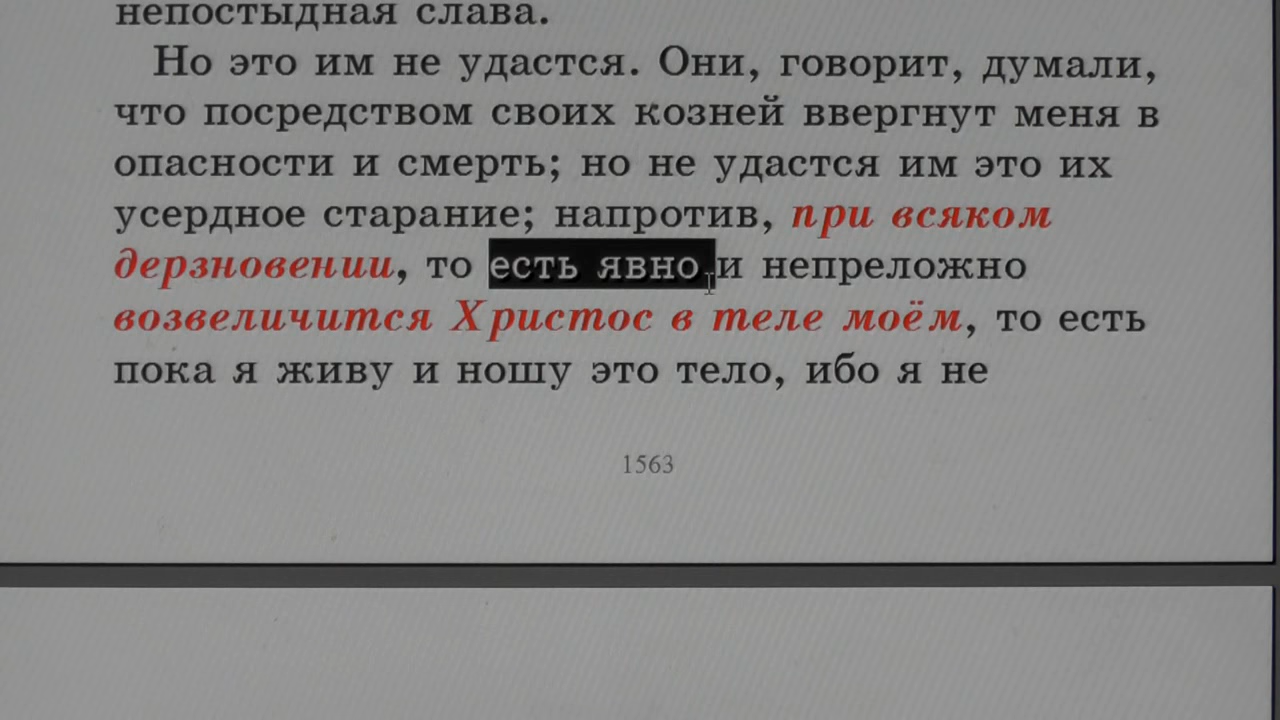 непостыдная слава.
Но это им не удастся. Они, говорит, думали,
что посредством своих козней ввергнут меня в
опасности и смерть; но не удастся им это их
усердное старание; напротив, при всяком
дерзновении, то есть явно и непреложно
возвеличится Христос в теле моём, то есть
пока я живу и ношу это тело, ибо я не
1563